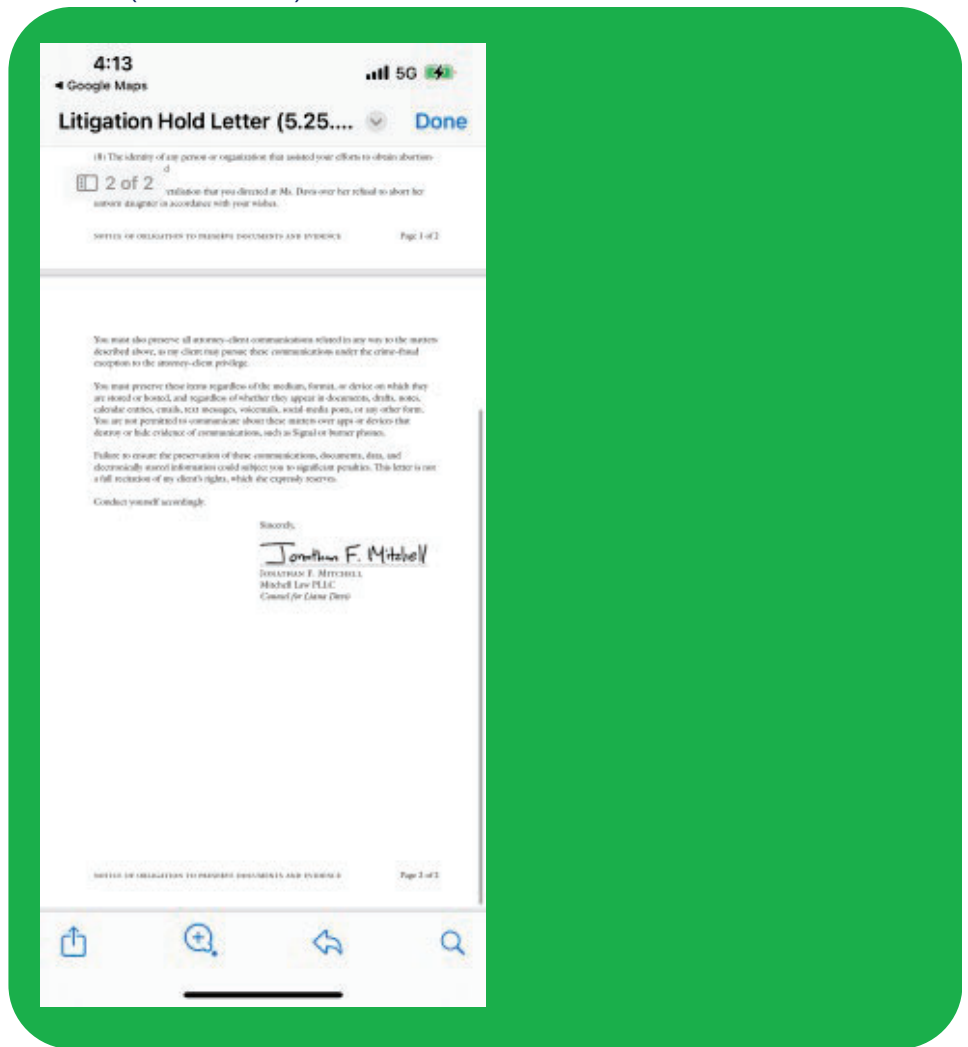 4:13
5G
Google Maps
Litigation Hold Letter (5.25.... Done
(8) The identity of any person or organization that assisted your efforts to obtain abortion-
d
2 of 2
retaliation that you directed at Ms. Davis over her refusal to abort her
unborn daughter in accordance with your wishes.
NOTICE OF OBLIGATION TO PRESERVE DOCUMENTS AND EVIDENCE Page 1 of 2
You must also preserve all attorney–client communications related in any way to the matters
described above, as my client may pursue these communications under the crime-fraud
exception to the attorney–client privilege.
You must preserve these items regardless of the medium, format, or device on which they
are stored or hosted, and regardless of whether they appear in documents, drafts, notes,
calendar entries, emails, text messages, voicemails, social-media posts, or any other form.
You are not permitted to communicate about these matters over apps or devices that
destroy or hide evidence of communications, such as Signal or burner phones.
Failure to ensure the preservation of these communications, documents, data, and
electronically stored information could subject you to significant penalties. This letter is not
a full recitation of my client's rights, which she expressly reserves.
Conduct yourself accordingly.
Sincerely,
Jonathan F. Mitchell
JONATHAN F. MITCHELL
Mitchell Law PLLC
Counsel for Liana Davis
NOTICE OF OBLIGATION TO PRESERVE DOCUMENTS AND EVIDENCE Page 2 of 2